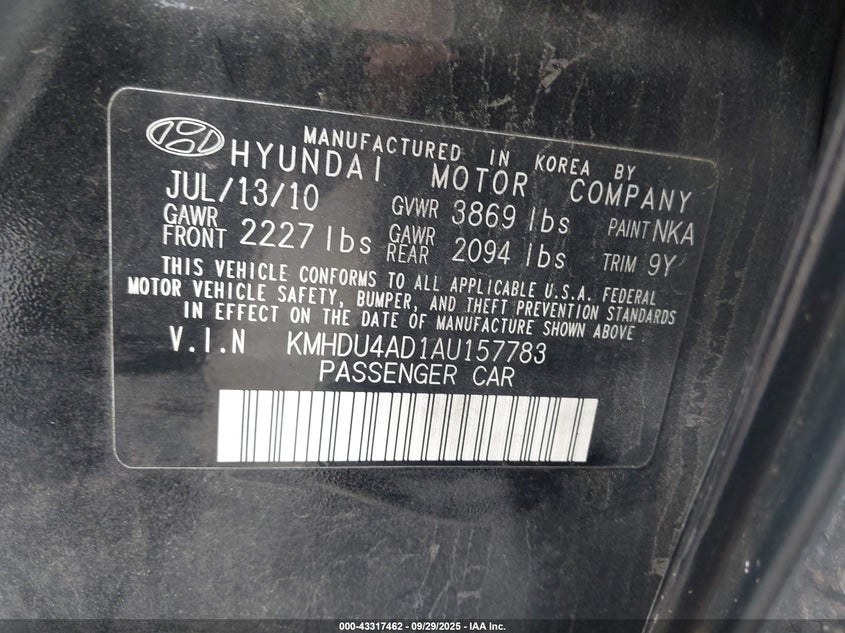 MANUFACTURED IN KOREA BY
HYUNDAI MOTOR COMPANY
JUL/13/10 GVWR 3869 lbs PAINT NKA
GAWR FRONT 2227 lbs GAWR REAR 2094 lbs TRIM 9Y
THIS VEHICLE CONFORMS TO ALL APPLICABLE U.S.A. FEDERAL
MOTOR VEHICLE SAFETY, BUMPER, AND THEFT PREVENTION STANDARDS
IN EFFECT ON THE DATE OF MANUFACTURE SHOWN ABOVE
V.I.N KMHDU4AD1AU157783
PASSENGER CAR
000-43317462 - 09/29/2025 - IAA Inc.